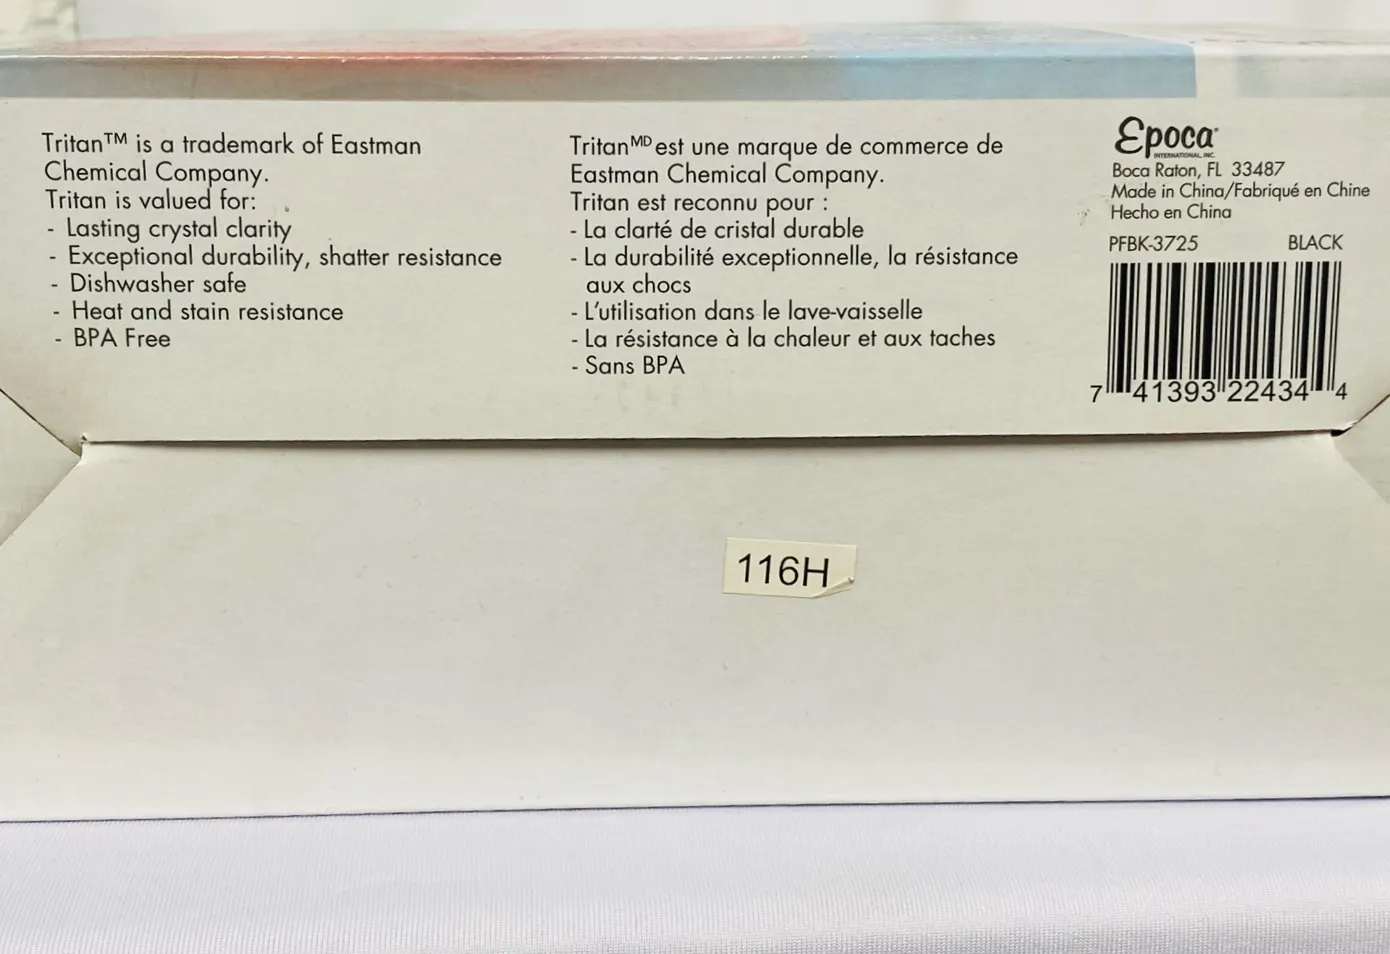 Tritan™ is a trademark of Eastman
Chemical Company.
Tritan is valued for:
- Lasting crystal clarity
- Exceptional durability, shatter resistance
- Dishwasher safe
- Heat and stain resistance
- BPA Free
Tritanᴹᴰ est une marque de commerce de
Eastman Chemical Company.
Tritan est reconnu pour :
- La clarté de cristal durable
- La durabilité exceptionnelle, la résistance
aux chocs
- L'utilisation dans le lave-vaisselle
- La résistance à la chaleur et aux taches
- Sans BPA
Epoca
INTERNATIONAL, INC.
Boca Raton, FL 33487
Made in China/Fabriqué en Chine
Hecho en China
PFBK-3725 BLACK
7 41393 22434 4
116H